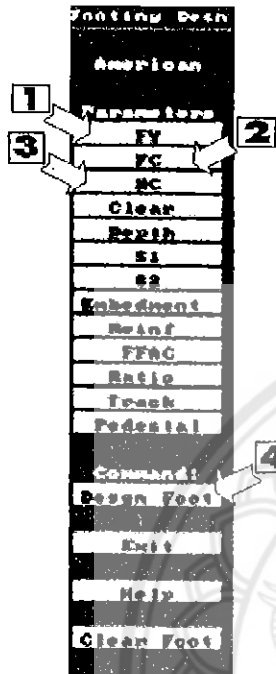 Footing Desn
American
Parameters
1
FY
2
FC
3
RC
Clear
Depth
S1
S2
Embedment
Reinf
FFAC
Ratio
Track
Pedestal
Command:
4
Design Foot
Exit
Help
Clear Foot